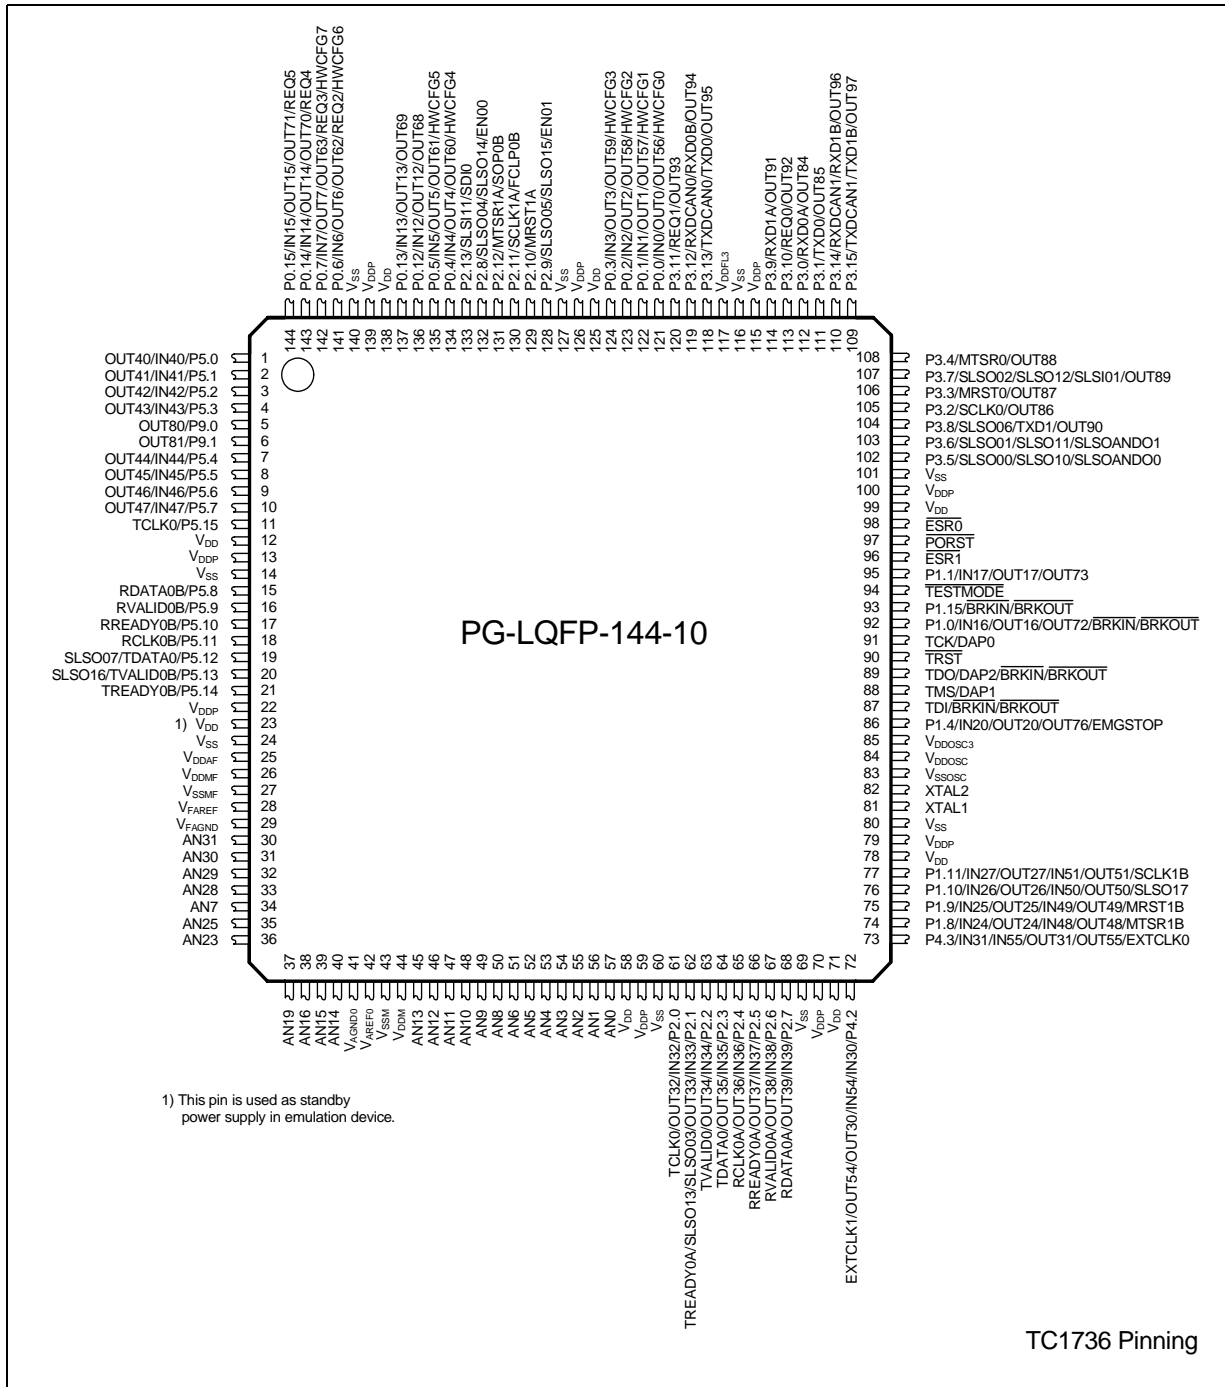 P0.15/IN15/OUT15/OUT71/REQ5
P0.14/IN14/OUT14/OUT70/REQ4
P0.7/IN7/OUT7/OUT63/REQ3/HWCFG7
P0.6/IN6/OUT6/OUT62/REQ2/HWCFG6
VSS
VDDP
VDD
P0.13/IN13/OUT13/OUT69
P0.12/IN12/OUT12/OUT68
P0.5/IN5/OUT5/OUT61/HWCFG5
P0.4/IN4/OUT4/OUT60/HWCFG4
P2.13/SLSI11/SDI0
P2.8/SLSO04/SLSO14/EN00
P2.12/MTSR1A/SOP0B
P2.11/SCLK1A/FCLP0B
P2.10/MRST1A
P2.9/SLSO05/SLSO15/EN01
VSS
VDDP
VDD
P0.3/IN3/OUT3/OUT59/HWCFG3
P0.2/IN2/OUT2/OUT58/HWCFG2
P0.1/IN1/OUT1/OUT57/HWCFG1
P0.0/IN0/OUT0/OUT56/HWCFG0
P3.11/REQ1/OUT93
P3.12/RXDCAN0/RXD0B/OUT94
P3.13/TXDCAN0/TXD0/OUT95
VDDFL3
VSS
VDDP
P3.9/RXD1A/OUT91
P3.10/REQ0/OUT92
P3.0/RXD0A/OUT84
P3.1/TXD0/OUT85
P3.14/RXDCAN1/RXD1B/OUT96
P3.15/TXDCAN1/TXD1B/OUT97
144 143 142 141 140 139 138 137 136 135 134 133 132 131 130 129 128 127 126 125 124 123 122 121 120 119 118 117 116 115 114 113 112 111 110 109
OUT40/IN40/P5.0 1
OUT41/IN41/P5.1 2
OUT42/IN42/P5.2 3
OUT43/IN43/P5.3 4
OUT80/P9.0 5
OUT81/P9.1 6
OUT44/IN44/P5.4 7
OUT45/IN45/P5.5 8
OUT46/IN46/P5.6 9
OUT47/IN47/P5.7 10
TCLK0/P5.15 11
VDD 12
VDDP 13
VSS 14
RDATA0B/P5.8 15
RVALID0B/P5.9 16
RREADY0B/P5.10 17
RCLK0B/P5.11 18
SLSO07/TDATA0/P5.12 19
SLSO16/TVALID0B/P5.13 20
TREADY0B/P5.14 21
VDDP 22
1) VDD 23
VSS 24
VDDAF 25
VDDMF 26
VSSMF 27
VFAREF 28
VFAGND 29
AN31 30
AN30 31
AN29 32
AN28 33
AN7 34
AN25 35
AN23 36
PG-LQFP-144-10
108 P3.4/MTSR0/OUT88
107 P3.7/SLSO02/SLSO12/SLSI01/OUT89
106 P3.3/MRST0/OUT87
105 P3.2/SCLK0/OUT86
104 P3.8/SLSO06/TXD1/OUT90
103 P3.6/SLSO01/SLSO11/SLSOANDO1
102 P3.5/SLSO00/SLSO10/SLSOANDO0
101 VSS
100 VDDP
99 VDD
98 ESR0
97 PORST
96 ESR1
95 P1.1/IN17/OUT17/OUT73
94 TESTMODE
93 P1.15/BRKIN/BRKOUT
92 P1.0/IN16/OUT16/OUT72/BRKIN/BRKOUT
91 TCK/DAP0
90 TRST
89 TDO/DAP2/BRKIN/BRKOUT
88 TMS/DAP1
87 TDI/BRKIN/BRKOUT
86 P1.4/IN20/OUT20/OUT76/EMGSTOP
85 VDDOSC3
84 VDDOSC
83 VSSOSC
82 XTAL2
81 XTAL1
80 VSS
79 VDDP
78 VDD
77 P1.11/IN27/OUT27/IN51/OUT51/SCLK1B
76 P1.10/IN26/OUT26/IN50/OUT50/SLSO17
75 P1.9/IN25/OUT25/IN49/OUT49/MRST1B
74 P1.8/IN24/OUT24/IN48/OUT48/MTSR1B
73 P4.3/IN31/IN55/OUT31/OUT55/EXTCLK0
37 38 39 40 41 42 43 44 45 46 47 48 49 50 51 52 53 54 55 56 57 58 59 60 61 62 63 64 65 66 67 68 69 70 71 72
AN19
AN16
AN15
AN14
VAGND0
VAREF0
VSSM
VDDM
AN13
AN12
AN11
AN10
AN9
AN8
AN6
AN5
AN4
AN3
AN2
AN1
AN0
VDD
VDDP
VSS
TCLK0/OUT32/IN32/P2.0
TREADY0A/SLSO13/SLSO03/OUT33/IN33/P2.1
TVALID0/OUT34/IN34/P2.2
TDATA0/OUT35/IN35/P2.3
RCLK0A/OUT36/IN36/P2.4
RREADY0A/OUT37/IN37/P2.5
RVALID0A/OUT38/IN38/P2.6
RDATA0A/OUT39/IN39/P2.7
VSS
VDDP
VDD
EXTCLK1/OUT54/OUT30/IN54/IN30/P4.2
1) This pin is used as standby
power supply in emulation device.
TC1736 Pinning